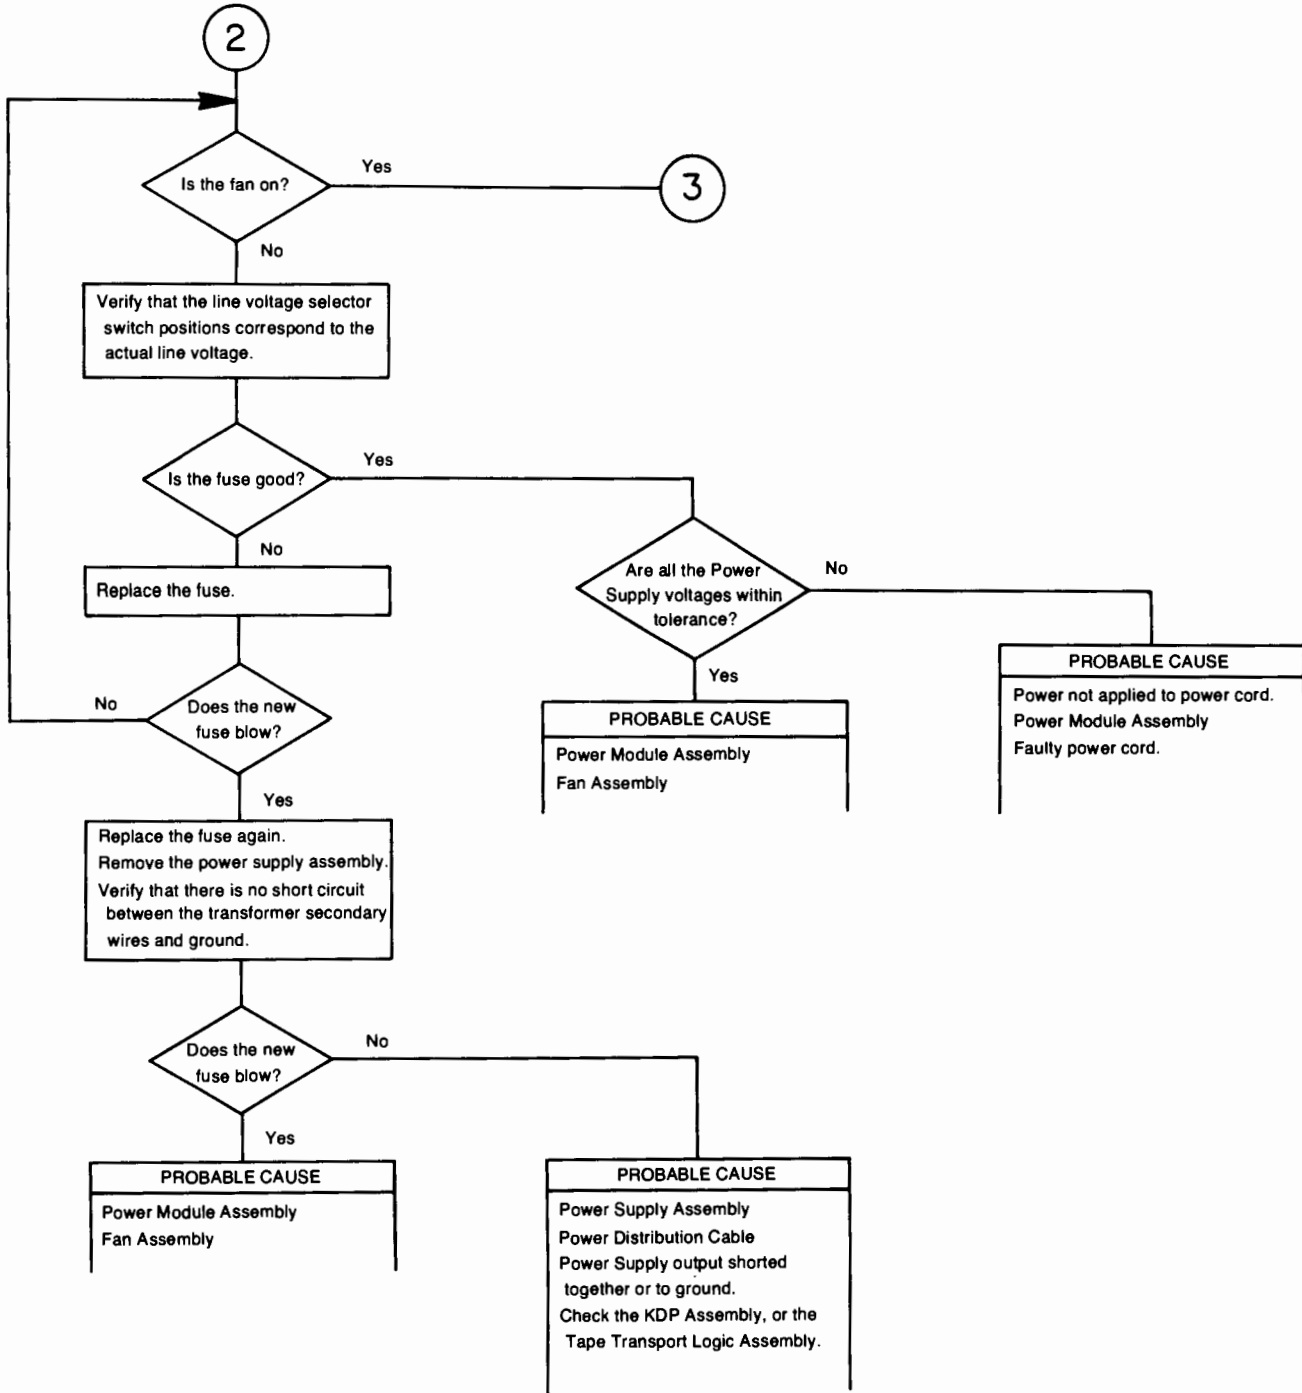 2
Is the fan on?
Yes
3
No
Verify that the line voltage selector
switch positions correspond to the
actual line voltage.
Is the fuse good?
Yes
No
Replace the fuse.
Are all the Power
Supply voltages within
tolerance?
No
Yes
PROBABLE CAUSE
Power not applied to power cord.
Power Module Assembly
Faulty power cord.
PROBABLE CAUSE
Power Module Assembly
Fan Assembly
Does the new
fuse blow?
No
Yes
Replace the fuse again.
Remove the power supply assembly.
Verify that there is no short circuit
between the transformer secondary
wires and ground.
Does the new
fuse blow?
No
Yes
PROBABLE CAUSE
Power Module Assembly
Fan Assembly
PROBABLE CAUSE
Power Supply Assembly
Power Distribution Cable
Power Supply output shorted
together or to ground.
Check the KDP Assembly, or the
Tape Transport Logic Assembly.